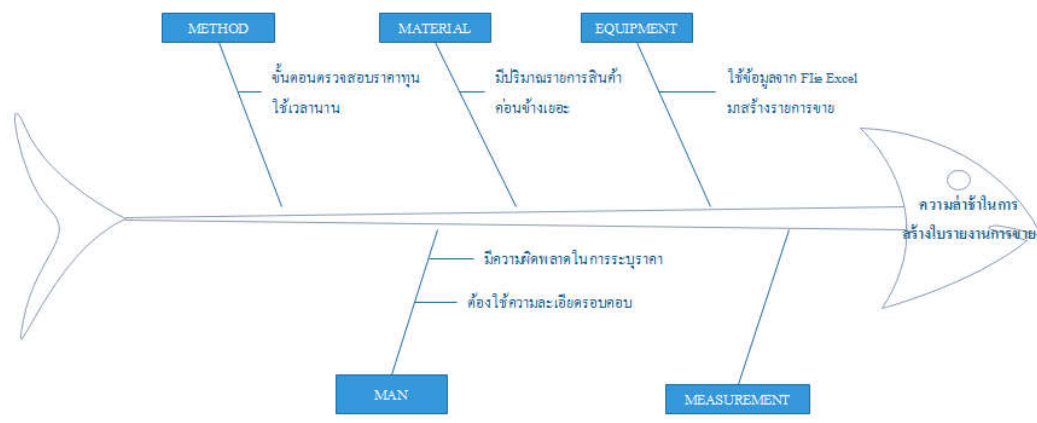 METHOD
MATERIAL
EQUIPMENT
ขั้นตอนตรวจสอบราคาทุน
ใช้เวลานาน
มีปริมาณรายการสินค้า
ค่อนข้างเยอะ
ใช้ข้อมูลจาก FIle Excel
มาสร้างรายการขาย
ความล่าช้าในการ
สร้างใบรายงานการขาย
มีความผิดพลาดในการระบุราคา
ต้องใช้ความละเอียดรอบคอบ
MAN
MEASUREMENT